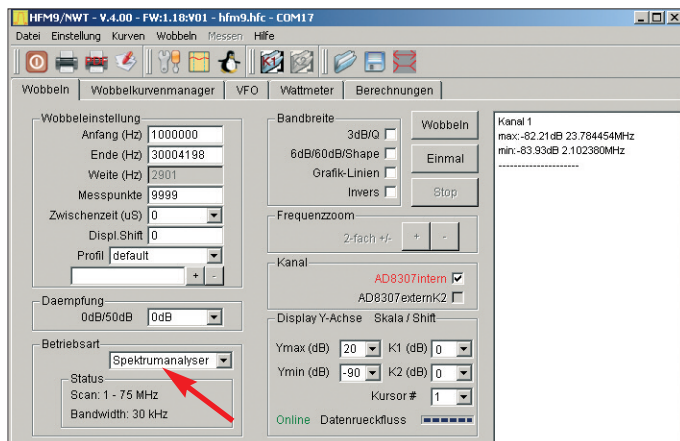 HFM9/NWT - V.4.00 - FW:1.18:V01 - hfm9.hfc - COM17
Datei Einstellung Kurven Wobbeln Messen Hilfe
Wobbeln Wobbelkurvenmanager VFO Wattmeter Berechnungen
Wobbeleinstellung
Anfang (Hz) 1000000
Ende (Hz) 30004198
Weite (Hz) 2901
Messpunkte 9999
Zwischenzeit (uS) 0
Displ.Shift 0
Profil default
+ -
Daempfung
0dB/50dB 0dB
Betriebsart
Spektrumanalyser
Status
Scan: 1 - 75 MHz
Bandwidth: 30 kHz
Bandbreite
3dB/Q
6dB/60dB/Shape
Grafik-Linien
Invers
Wobbeln
Einmal
Stop
Frequenzzoom
2-fach +/- + -
Kanal
AD8307intern
AD8307externK2
Display Y-Achse Skala / Shift
Ymax (dB) 20 K1 (dB) 0
Ymin (dB) -90 K2 (dB) 0
Kursor# 1
Online Datenrueckfluss
Kanal 1
max:-82.21dB 23.784454MHz
min:-83.93dB 2.102380MHz
---------------------